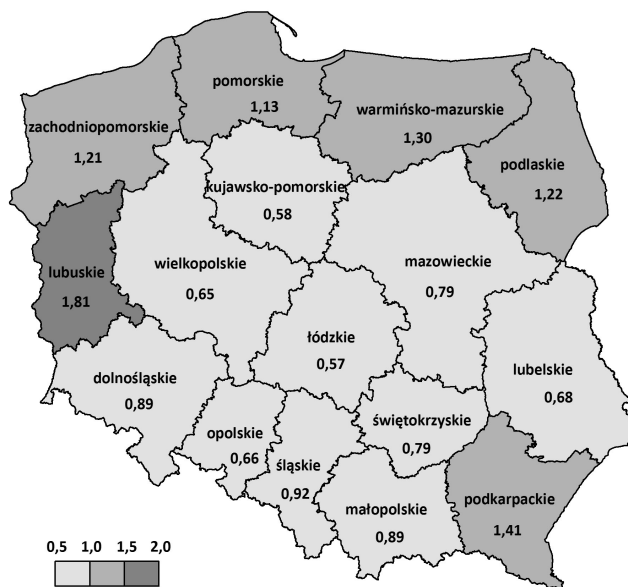 pomorskie
1,13
warmińsko-mazurskie
1,30
zachodniopomorskie
1,21
podlaskie
1,22
kujawsko-pomorskie
0,58
mazowieckie
0,79
wielkopolskie
0,65
lubuskie
1,81
łódzkie
0,57
lubelskie
0,68
dolnośląskie
0,89
opolskie
0,66
świętokrzyskie
0,79
śląskie
0,92
małopolskie
0,89
podkarpackie
1,41
0,5 1,0 1,5 2,0